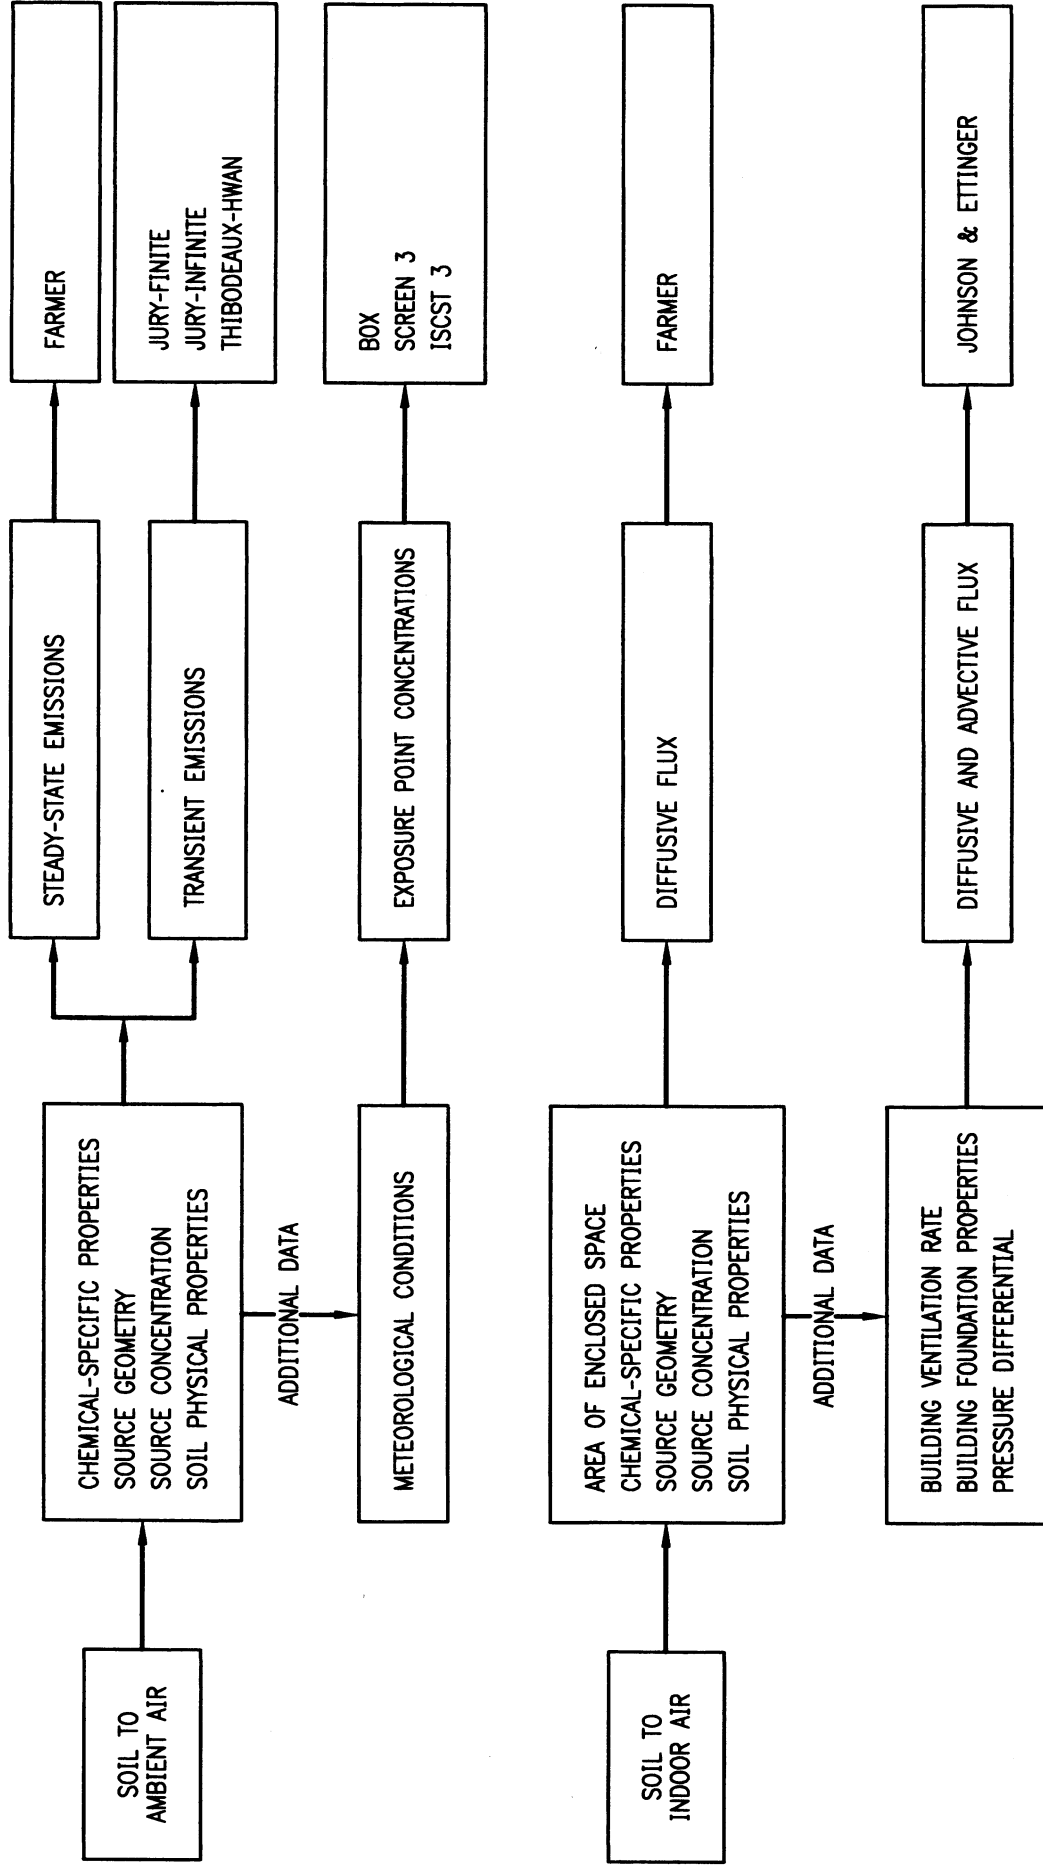 SOIL TO
AMBIENT AIR
CHEMICAL-SPECIFIC PROPERTIES
SOURCE GEOMETRY
SOURCE CONCENTRATION
SOIL PHYSICAL PROPERTIES
STEADY-STATE EMISSIONS
FARMER
TRANSIENT EMISSIONS
JURY-FINITE
JURY-INFINITE
THIBODEAUX-HWAN
ADDITIONAL DATA
METEOROLOGICAL CONDITIONS
EXPOSURE POINT CONCENTRATIONS
BOX
SCREEN 3
ISCST 3
SOIL TO
INDOOR AIR
AREA OF ENCLOSED SPACE
CHEMICAL-SPECIFIC PROPERTIES
SOURCE GEOMETRY
SOURCE CONCENTRATION
SOIL PHYSICAL PROPERTIES
DIFFUSIVE FLUX
FARMER
ADDITIONAL DATA
BUILDING VENTILATION RATE
BUILDING FOUNDATION PROPERTIES
PRESSURE DIFFERENTIAL
DIFFUSIVE AND ADVECTIVE FLUX
JOHNSON & ETTINGER